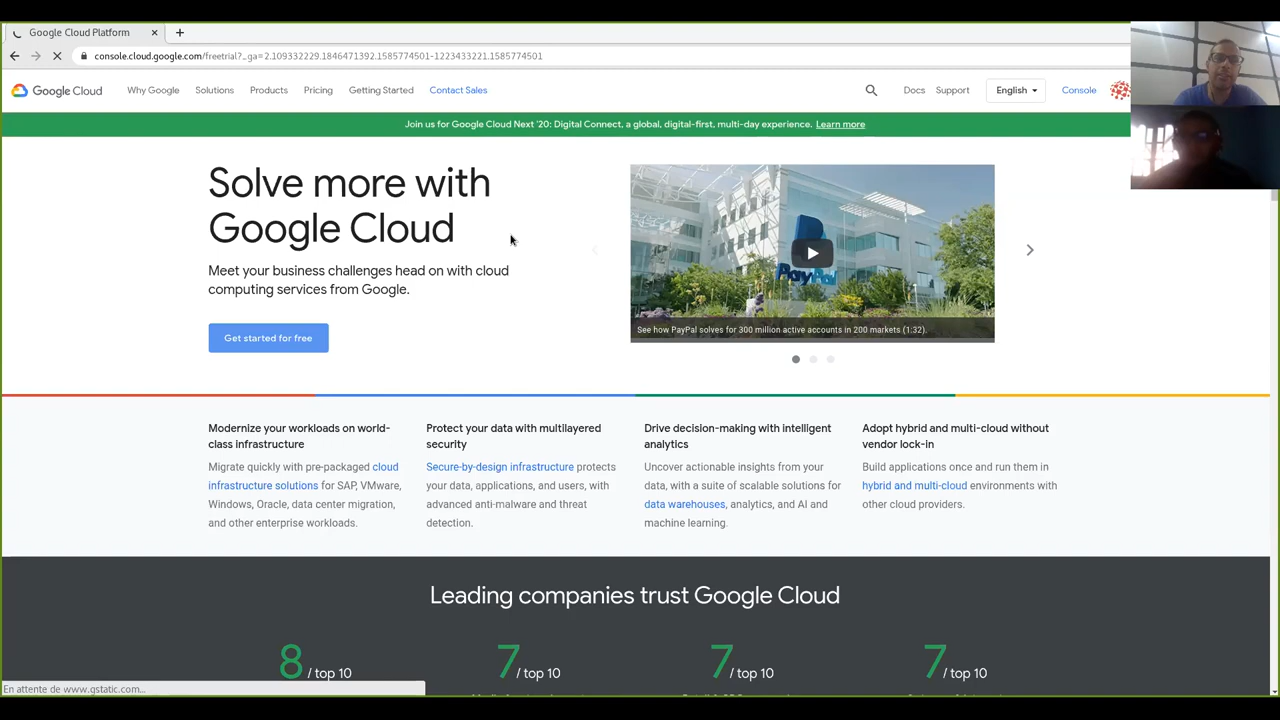 Google Cloud Platform
console.cloud.google.com/freetrial?_ga=2.109332229.1846471392.1585774501-1223433221.1585774501
Google Cloud Why Google Solutions Products Pricing Getting Started Contact Sales Docs Support English Console
Join us for Google Cloud Next '20: Digital Connect, a global, digital-first, multi-day experience. Learn more
Solve more with
Google Cloud
Meet your business challenges head on with cloud
computing services from Google.
Get started for free
PayPal
See how PayPal solves for 300 million active accounts in 200 markets (1:32).
Modernize your workloads on world-
class infrastructure
Migrate quickly with pre-packaged cloud
infrastructure solutions for SAP, VMware,
Windows, Oracle, data center migration,
and other enterprise workloads.
Protect your data with multilayered
security
Secure-by-design infrastructure protects
your data, applications, and users, with
advanced anti-malware and threat
detection.
Drive decision-making with intelligent
analytics
Uncover actionable insights from your
data, with a suite of scalable solutions for
data warehouses, analytics, and AI and
machine learning.
Adopt hybrid and multi-cloud without
vendor lock-in
Build applications once and run them in
hybrid and multi-cloud environments with
other cloud providers.
Leading companies trust Google Cloud
8 / top 10
7 / top 10
7 / top 10
7 / top 10
En attente de www.gstatic.com...